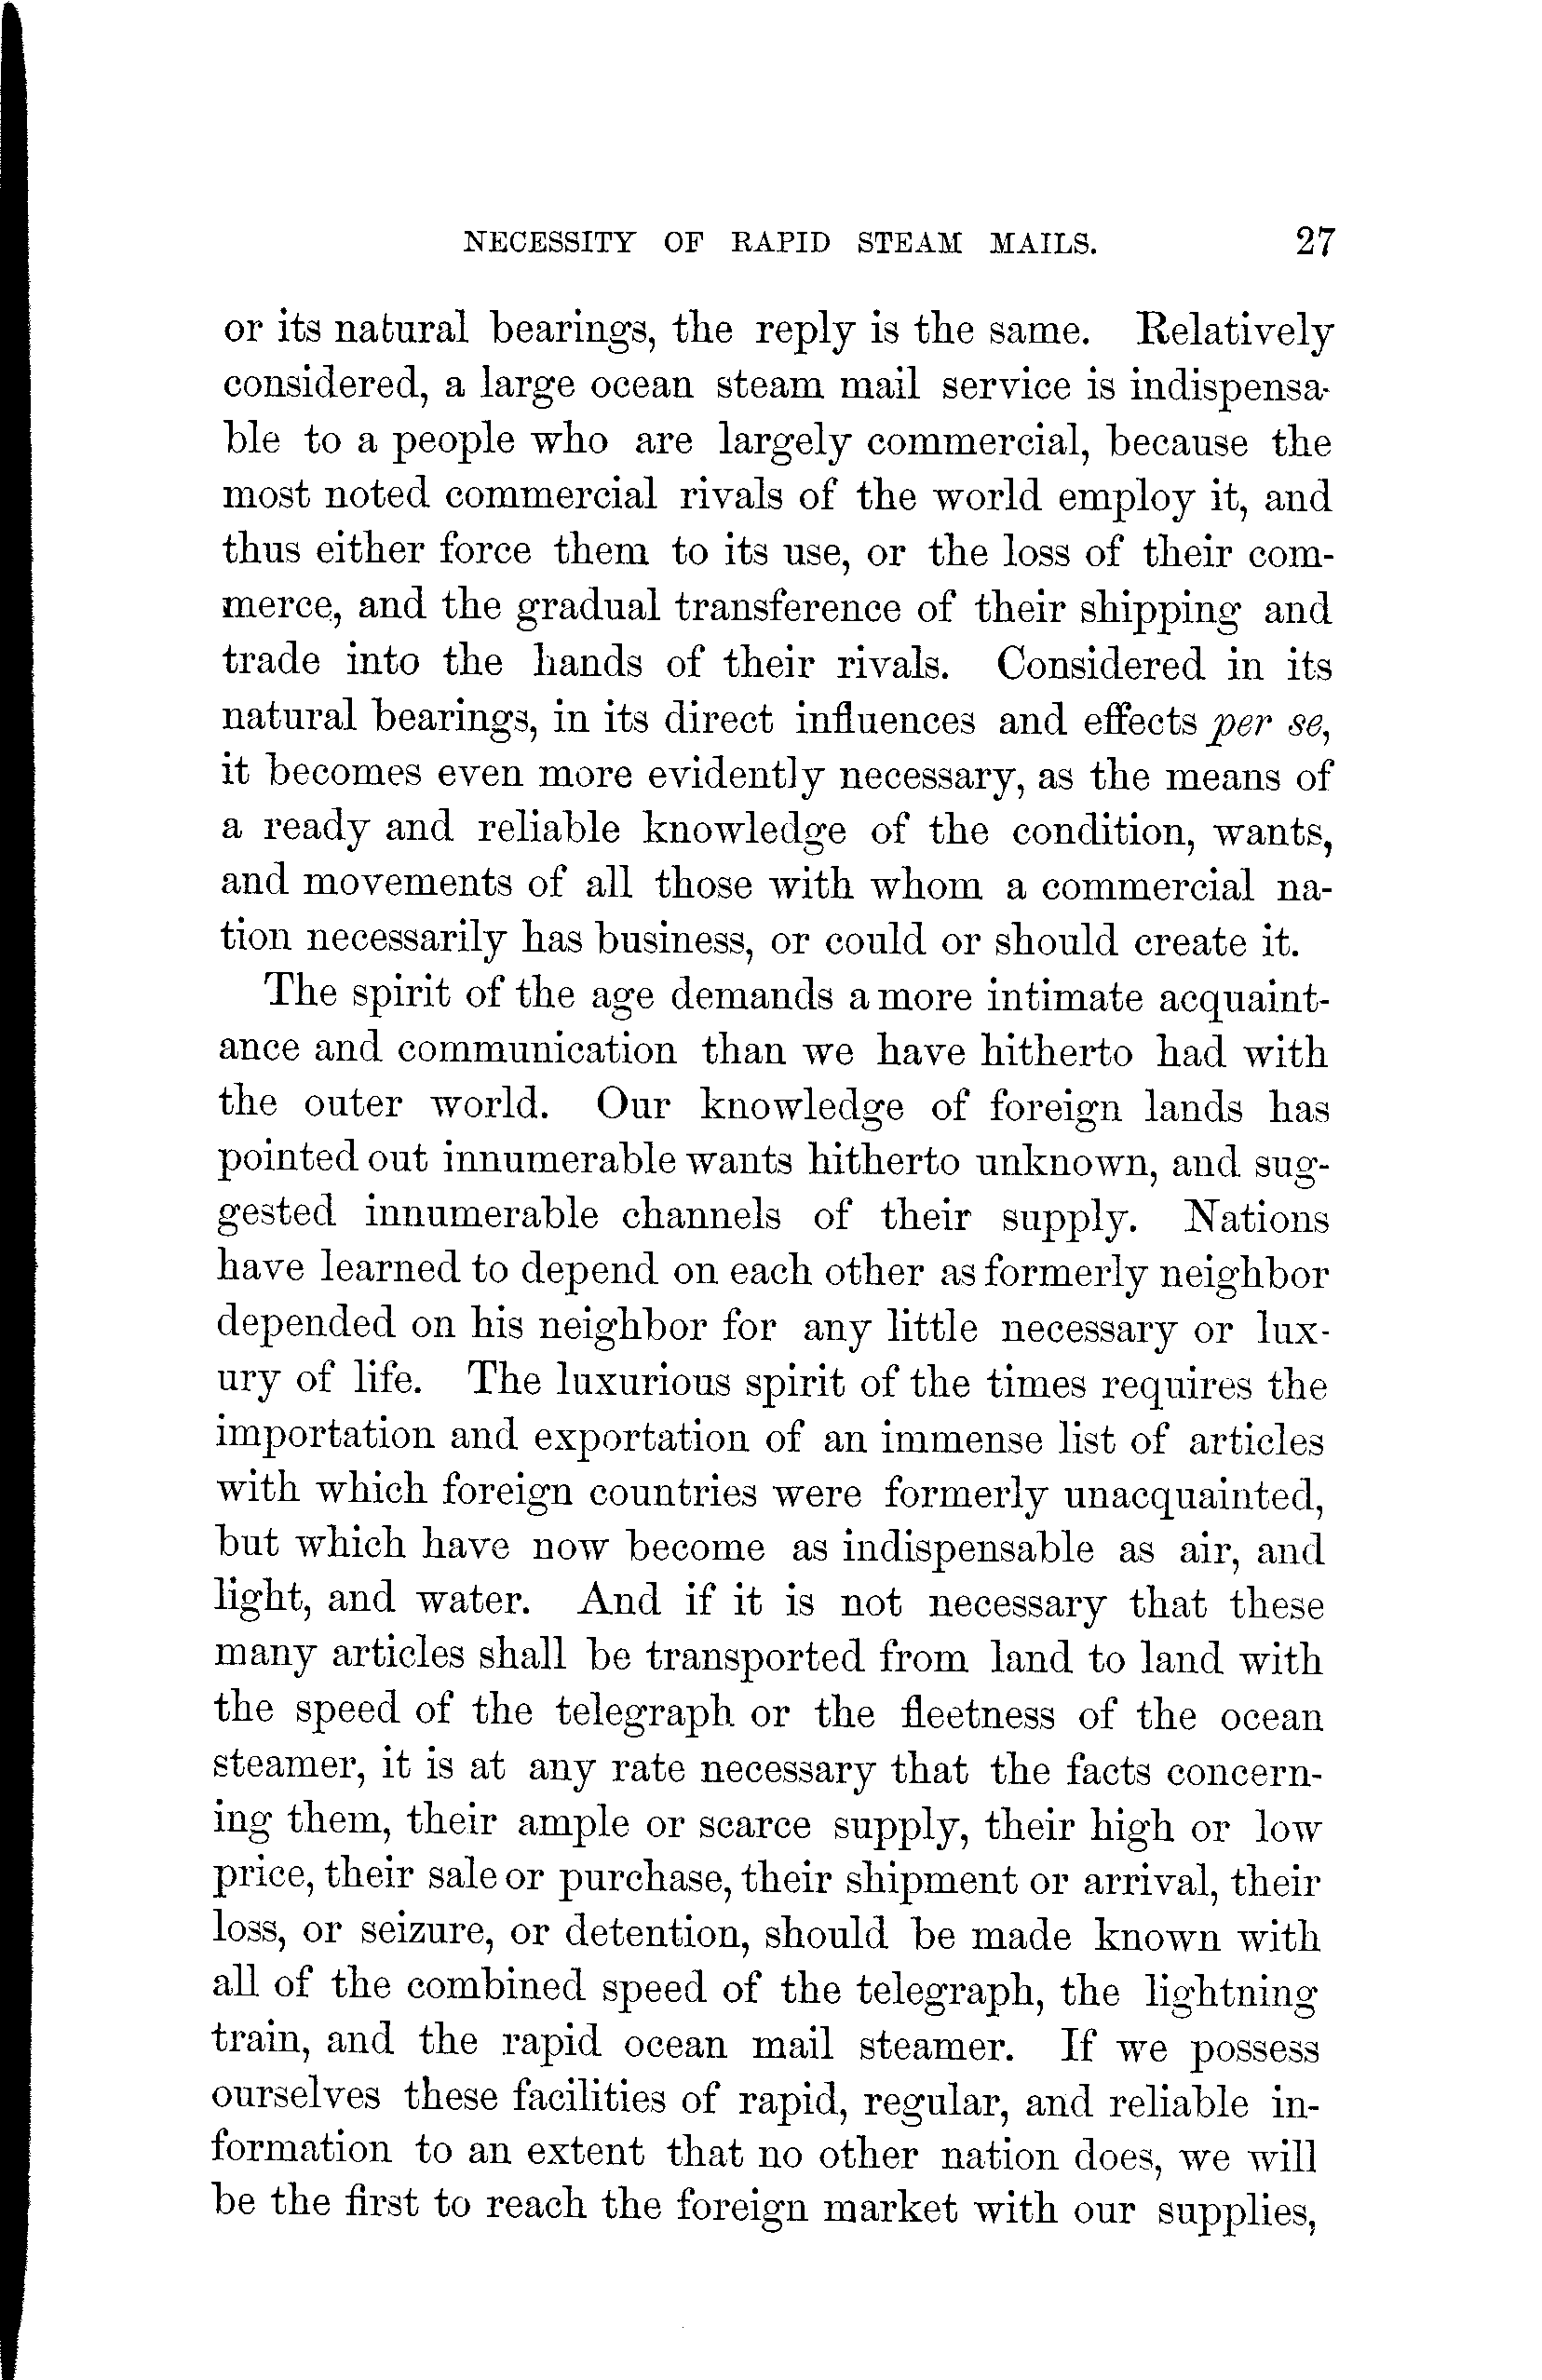 NECESSITY OF RAPID STEAM MAILS. 27
or its natural bearings, the reply is the same. Relatively
considered, a large ocean steam mail service is indispensa-
ble to a people who are largely commercial, because the
most noted commercial rivals of the world employ it, and
thus either force them to its use, or the loss of their com-
merce, and the gradual transference of their shipping and
trade into the hands of their rivals. Considered in its
natural bearings, in its direct influences and effects per se,
it becomes even more evidently necessary, as the means of
a ready and reliable knowledge of the condition, wants,
and movements of all those with whom a commercial na-
tion necessarily has business, or could or should create it.
The spirit of the age demands a more intimate acquaint-
ance and communication than we have hitherto had with
the outer world. Our knowledge of foreign lands has
pointed out innumerable wants hitherto unknown, and sug-
gested innumerable channels of their supply. Nations
have learned to depend on each other as formerly neighbor
depended on his neighbor for any little necessary or lux-
ury of life. The luxurious spirit of the times requires the
importation and exportation of an immense list of articles
with which foreign countries were formerly unacquainted,
but which have now become as indispensable as air, and
light, and water. And if it is not necessary that these
many articles shall be transported from land to land with
the speed of the telegraph or the fleetness of the ocean
steamer, it is at any rate necessary that the facts concern-
ing them, their ample or scarce supply, their high or low
price, their sale or purchase, their shipment or arrival, their
loss, or seizure, or detention, should be made known with
all of the combined speed of the telegraph, the lightning
train, and the rapid ocean mail steamer. If we possess
ourselves these facilities of rapid, regular, and reliable in-
formation to an extent that no other nation does, we will
be the first to reach the foreign market with our supplies,